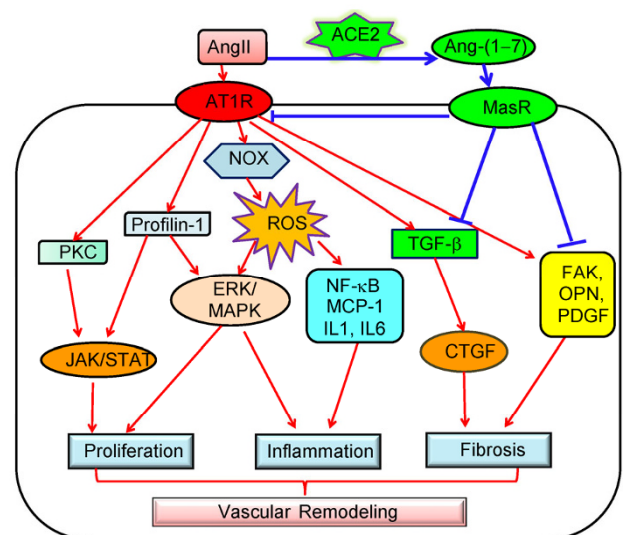 AngII
ACE2
Ang-(1–7)
AT1R
MasR
NOX
PKC
Profilin-1
ROS
TGF-β
ERK/
MAPK
NF-κB
MCP-1
IL1, IL6
FAK,
OPN,
PDGF
JAK/STAT
CTGF
Proliferation
Inflammation
Fibrosis
Vascular Remodeling